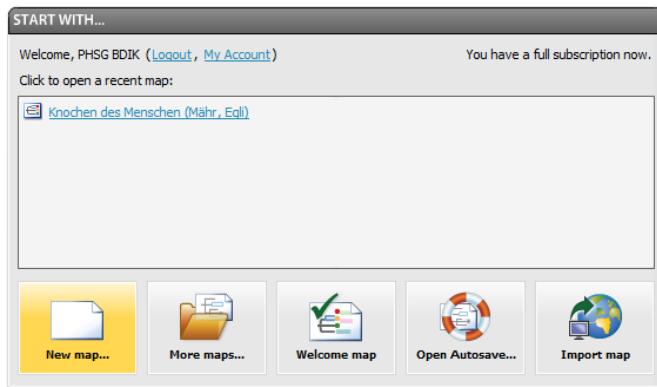 START WITH...
Welcome, PHSG BDIK (Logout, My Account)
You have a full subscription now.
Click to open a recent map:
Knochen des Menschen (Mähr, Egli)
New map...
More maps...
Welcome map
Open Autosave...
Import map